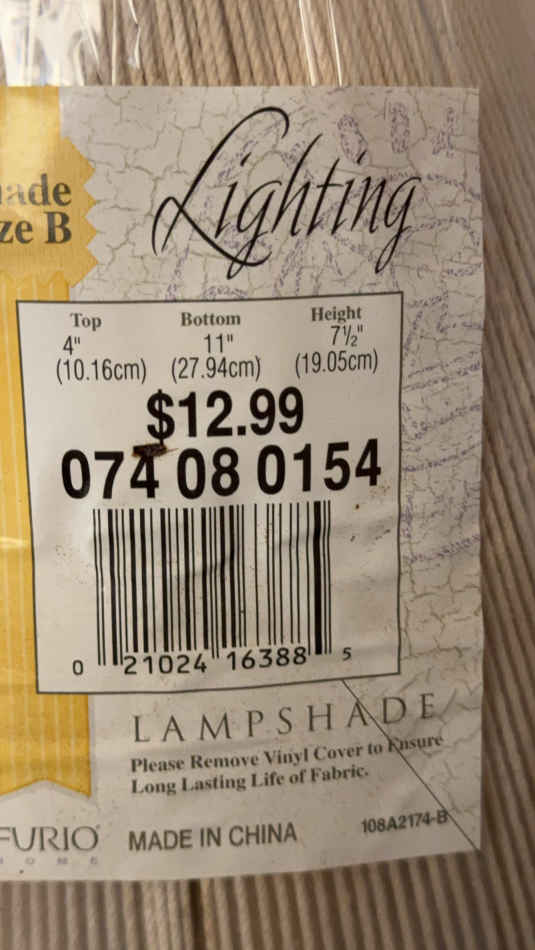 Lighting
ade
ze B
Top Bottom Height
4" 11" 7½"
(10.16cm) (27.94cm) (19.05cm)
$12.99
074 08 0154
0 21024 16388 5
LAMPSHADE
Please Remove Vinyl Cover to Ensure
Long Lasting Life of Fabric.
FURIO®
HOME
MADE IN CHINA
108A2174-B